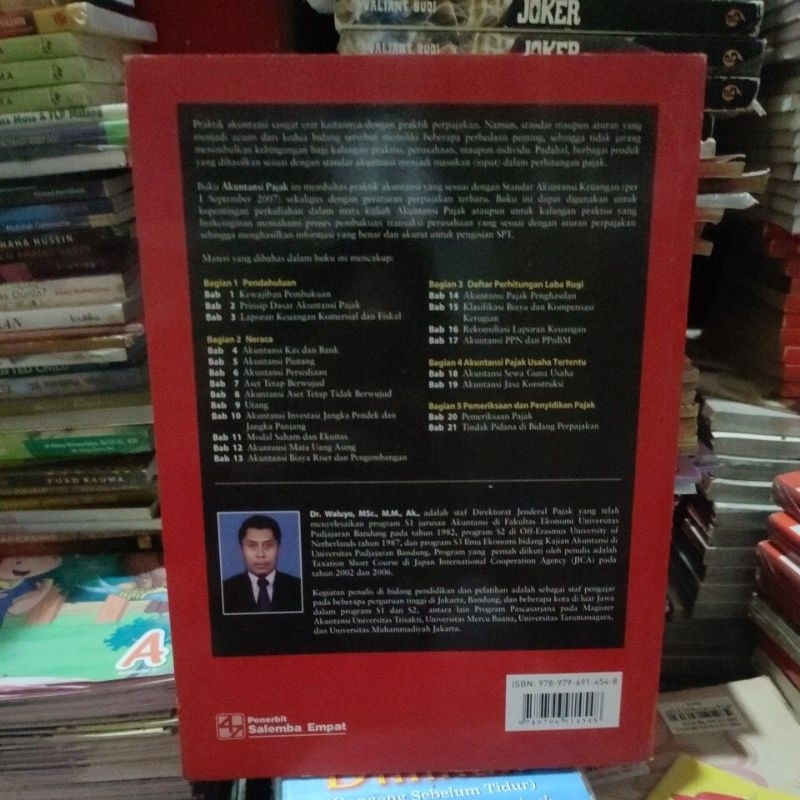 VALIANT BUDI
JOKER
VALIANT BUDI
JOKER
Praktik akuntansi sangat erat kaitannya dengan praktik perpajakan. Namun, standar maupun aturan yang
menjadi acuan dari kedua bidang tersebut memiliki beberapa perbedaan penting, sehingga tidak jarang
menimbulkan kebingungan bagi kalangan praktisi, perusahaan, maupun individu. Padahal, berbagai produk
yang dihasilkan sesuai dengan standar akuntansi menjadi masukan (input) dalam perhitungan pajak.
Buku Akuntansi Pajak ini membahas praktik akuntansi yang sesuai dengan Standar Akuntansi Keuangan (per
1 September 2007) sekaligus dengan peraturan perpajakan terbaru. Buku ini dapat digunakan untuk
kepentingan perkuliahan dalam mata kuliah Akuntansi Pajak ataupun untuk kalangan praktisi yang
berkeinginan memahami proses pembukuan transaksi perusahaan yang sesuai dengan aturan perpajakan
sehingga menghasilkan informasi yang benar dan akurat untuk pengisian SPT.
Materi yang dibahas dalam buku ini mencakup:
Bagian 1 Pendahuluan
Bab 1 Kewajiban Pembukuan
Bab 2 Prinsip Dasar Akuntansi Pajak
Bab 3 Laporan Keuangan Komersial dan Fiskal
Bagian 2 Neraca
Bab 4 Akuntansi Kas dan Bank
Bab 5 Akuntansi Piutang
Bab 6 Akuntansi Persediaan
Bab 7 Aset Tetap Berwujud
Bab 8 Akuntansi Aset Tetap Tidak Berwujud
Bab 9 Utang
Bab 10 Akuntansi Investasi Jangka Pendek dan
Jangka Panjang
Bab 11 Modal Saham dan Ekuitas
Bab 12 Akuntansi Mata Uang Asing
Bab 13 Akuntansi Biaya Riset dan Pengembangan
Bagian 3 Daftar Perhitungan Laba Rugi
Bab 14 Akuntansi Pajak Penghasilan
Bab 15 Klasifikasi Biaya dan Kompensasi
Kerugian
Bab 16 Rekonsiliasi Laporan Keuangan
Bab 17 Akuntansi PPN dan PPnBM
Bagian 4 Akuntansi Pajak Usaha Tertentu
Bab 18 Akuntansi Sewa Guna Usaha
Bab 19 Akuntansi Jasa Konstruksi
Bagian 5 Pemeriksaan dan Penyidikan Pajak
Bab 20 Pemeriksaan Pajak
Bab 21 Tindak Pidana di Bidang Perpajakan
Dr. Waluyo, MSc., M.M., Ak., adalah staf Direktorat Jenderal Pajak yang telah
menyelesaikan program S1 jurusan Akuntansi di Fakultas Ekonomi Universitas
Padjajaran Bandung pada tahun 1982, program S2 di Off-Erasmus University of
Netherlands tahun 1987, dan program S3 Ilmu Ekonomi bidang Kajian Akuntansi di
Universitas Padjajaran Bandung. Program yang pernah diikuti oleh penulis adalah
Taxation Short Course di Japan International Cooperation Agency (JICA) pada
tahun 2002 dan 2006.
Kegiatan penulis di bidang pendidikan dan pelatihan adalah sebagai staf pengajar
pada beberapa perguruan tinggi di Jakarta, Bandung, dan beberapa kota di luar Jawa
dalam program S1 dan S2, antara lain Program Pascasarjana pada Magister
Akuntansi Universitas Trisakti, Universitas Mercu Buana, Universitas Tarumanagara,
dan Universitas Muhammadiyah Jakarta.
ISBN: 978-979-691-454-8
9789796914548
Penerbit
Salemba Empat
FUAD KAUMA
A
Sebelum Tidur)